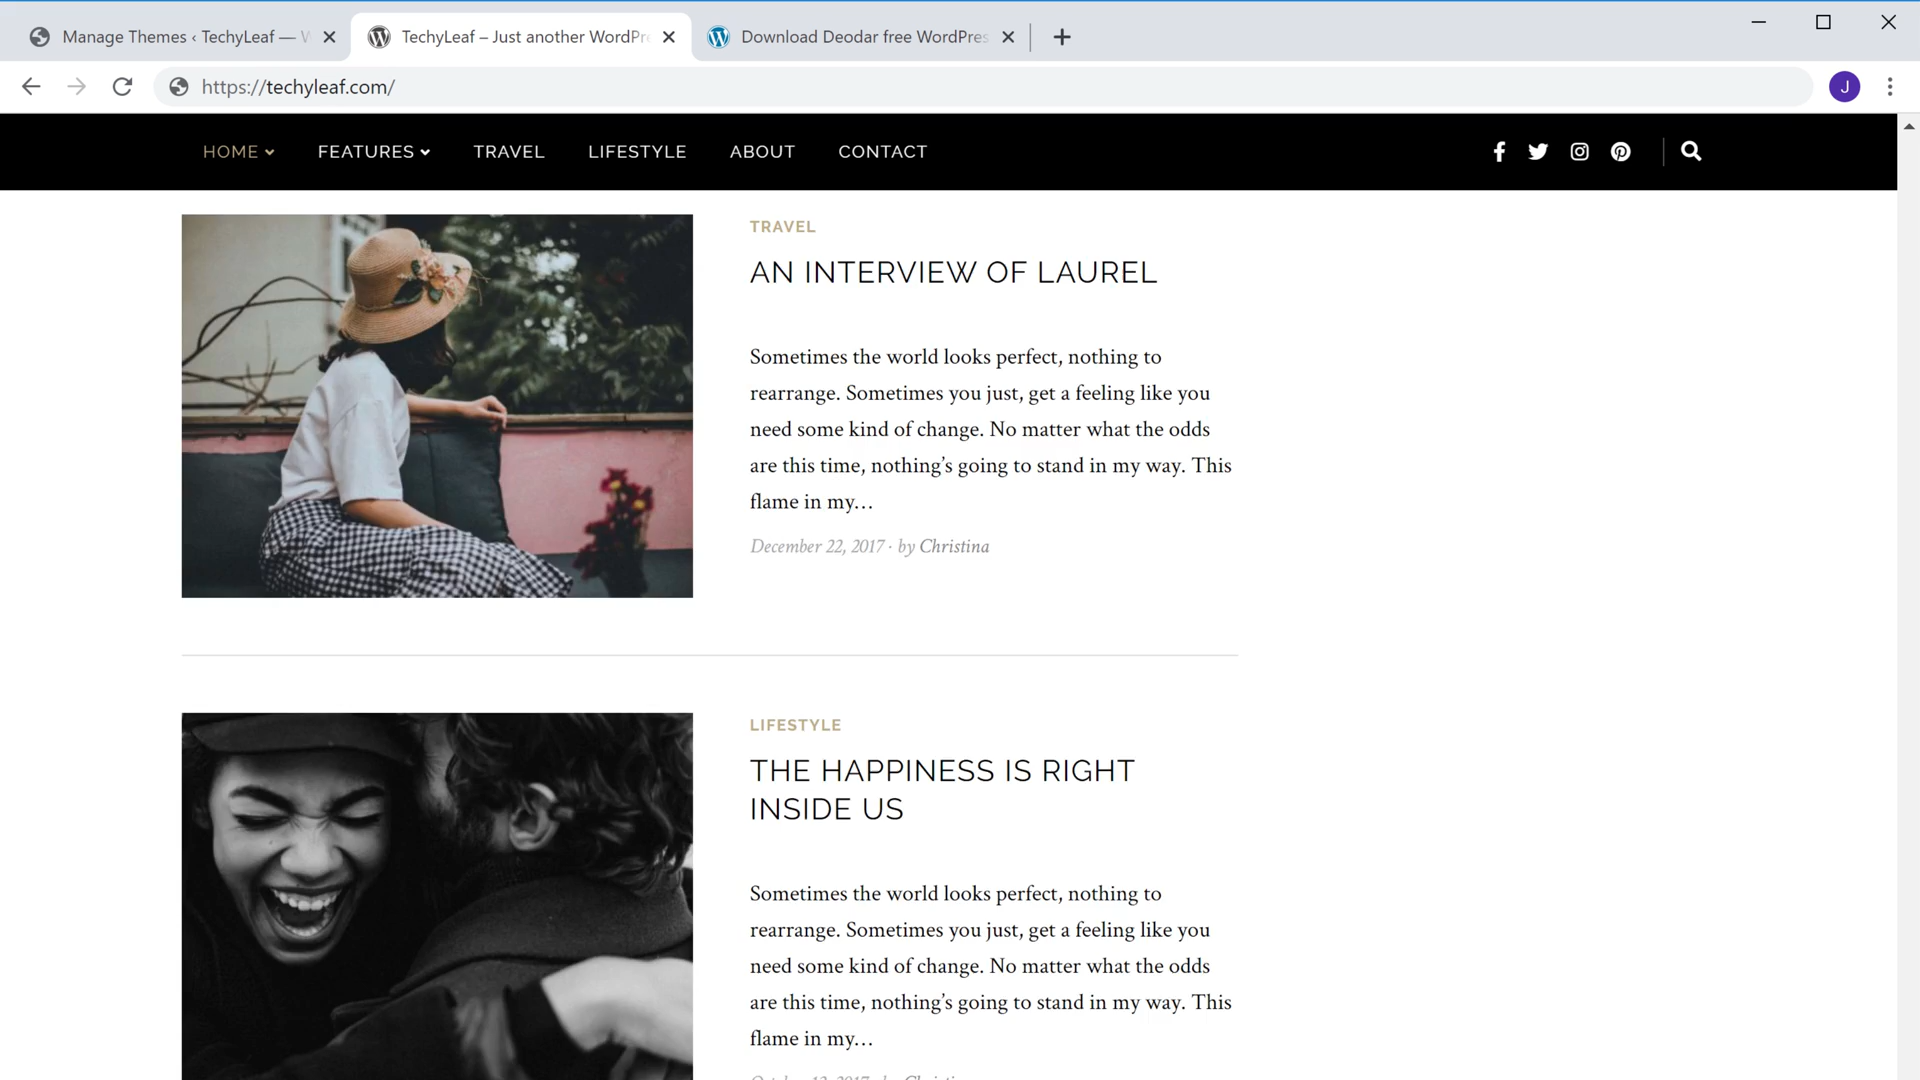 Manage Themes ‹ TechyLeaf — W
TechyLeaf – Just another WordPre
Download Deodar free WordPres
https://techyleaf.com/
J
HOME
FEATURES
TRAVEL
LIFESTYLE
ABOUT
CONTACT
TRAVEL
AN INTERVIEW OF LAUREL
Sometimes the world looks perfect, nothing to
rearrange. Sometimes you just, get a feeling like you
need some kind of change. No matter what the odds
are this time, nothing’s going to stand in my way. This
flame in my…
December 22, 2017 · by Christina
LIFESTYLE
THE HAPPINESS IS RIGHT
INSIDE US
Sometimes the world looks perfect, nothing to
rearrange. Sometimes you just, get a feeling like you
need some kind of change. No matter what the odds
are this time, nothing’s going to stand in my way. This
flame in my…